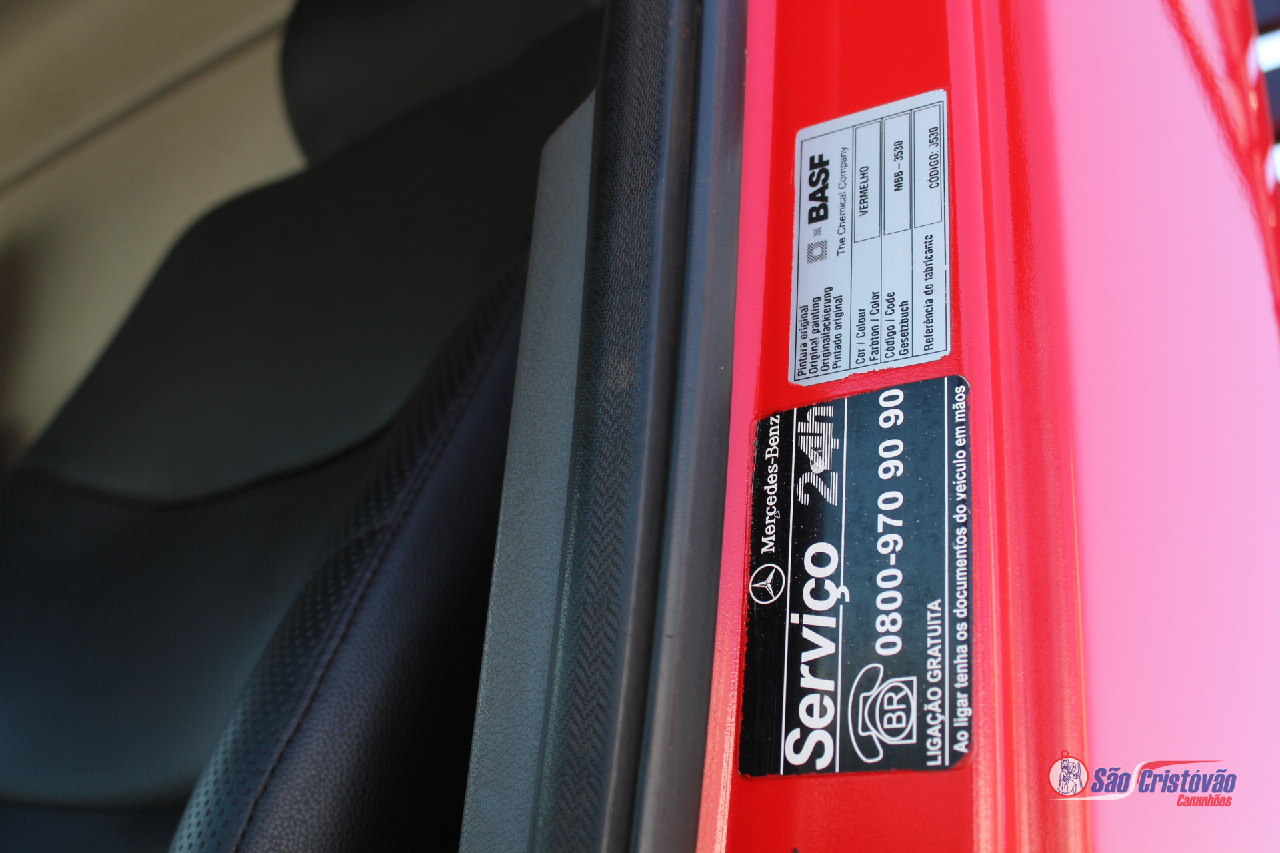 BASF
The Chemical Company
Pintura original
Original painting
Originallackierung
Pintado original
Cor / Colour
Farbton / Color
VERMELHO
Código / Code
Gesetzbuch
MBB - 3530
Referência do fabricante
CÓDIGO: 3530
Mercedes-Benz
Serviço 24h
0800-970 90 90
BR
LIGAÇÃO GRATUITA
Ao ligar tenha os documentos do veículo em mãos
São Cristóvão
Caminhões